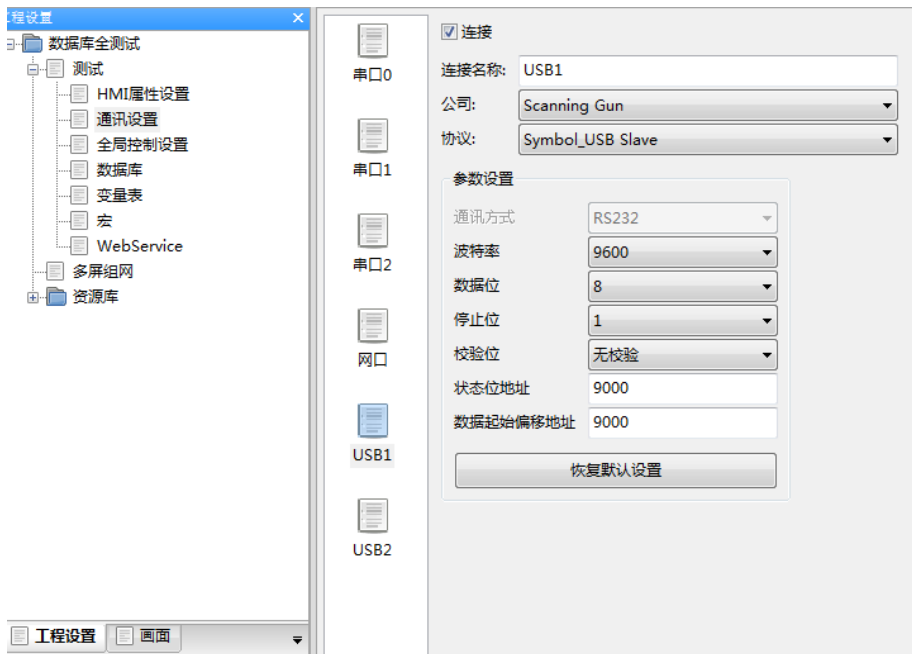 工程设置
数据库全测试
测试
HMI属性设置
通讯设置
全局控制设置
数据库
变量表
宏
WebService
多屏组网
资源库
工程设置
画面
串口0
串口1
串口2
网口
USB1
USB2
连接
连接名称: USB1
公司: Scanning Gun
协议: Symbol_USB Slave
参数设置
通讯方式 RS232
波特率 9600
数据位 8
停止位 1
校验位 无校验
状态位地址 9000
数据起始偏移地址 9000
恢复默认设置